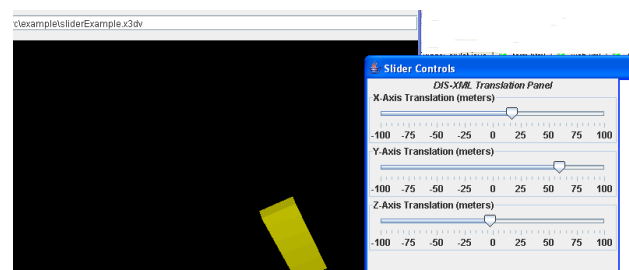 rc\example\sliderExample.x3dv
Slider Controls
DIS-XML Translation Panel
X-Axis Translation (meters)
-100 -75 -50 -25 0 25 50 75 100
Y-Axis Translation (meters)
-100 -75 -50 -25 0 25 50 75 100
Z-Axis Translation (meters)
-100 -75 -50 -25 0 25 50 75 100